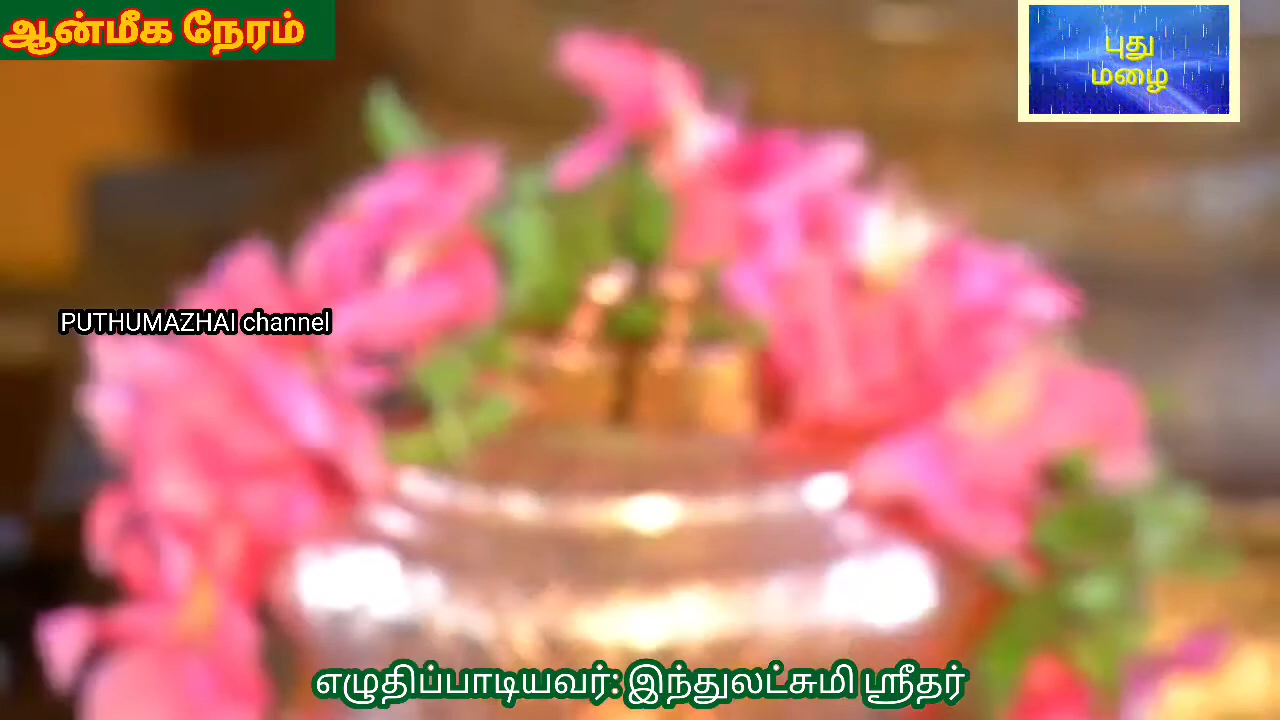 ஆன்மீக நேரம்
புது
மழை
PUTHUMAZHAI channel
எழுதிப்பாடியவர்: இந்துலட்சுமி ஸ்ரீதர்